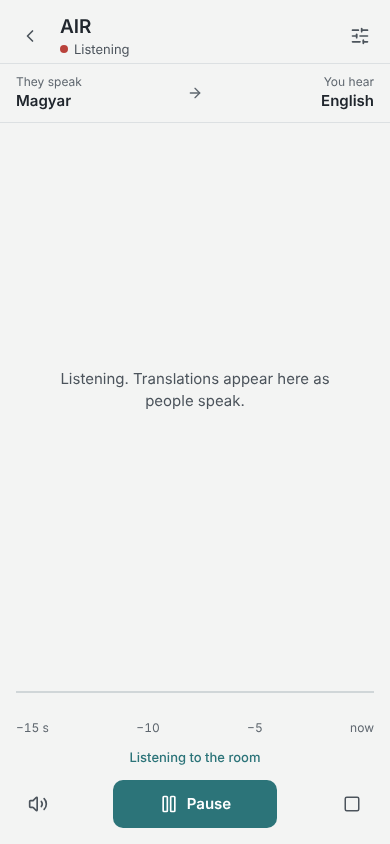 AIR
Listening
They speak
Magyar
You hear
English
Listening. Translations appear here as
people speak.
−15 s
−10
−5
now
Listening to the room
Pause